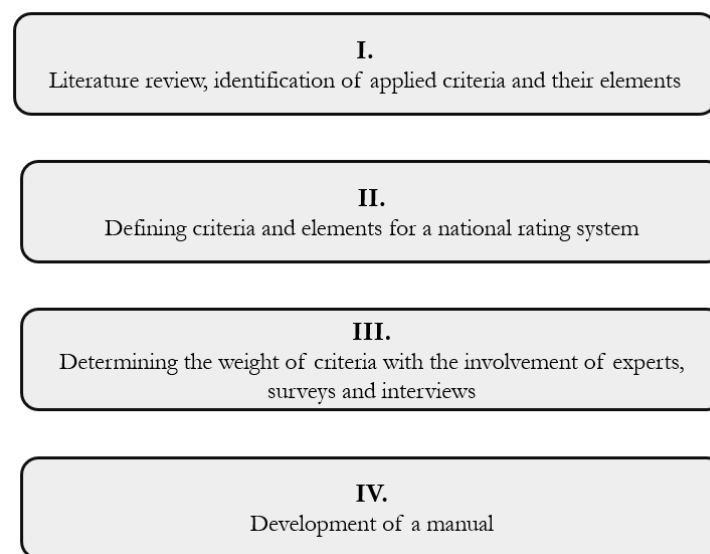 I.
Literature review, identification of applied criteria and their elements
II.
Defining criteria and elements for a national rating system
III.
Determining the weight of criteria with the involvement of experts,
surveys and interviews
IV.
Development of a manual